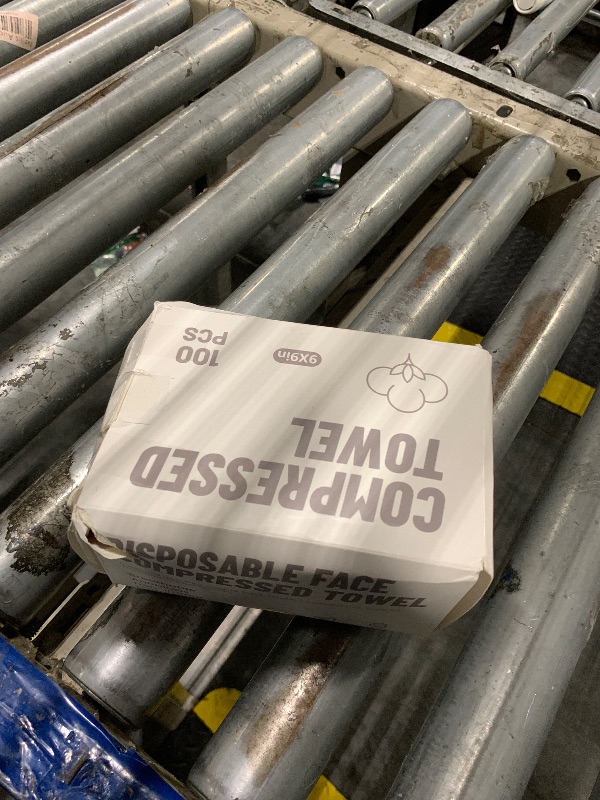 COMPRESSED
TOWEL
9X9in
100
PCS
DISPOSABLE FACE
COMPRESSED TOWEL